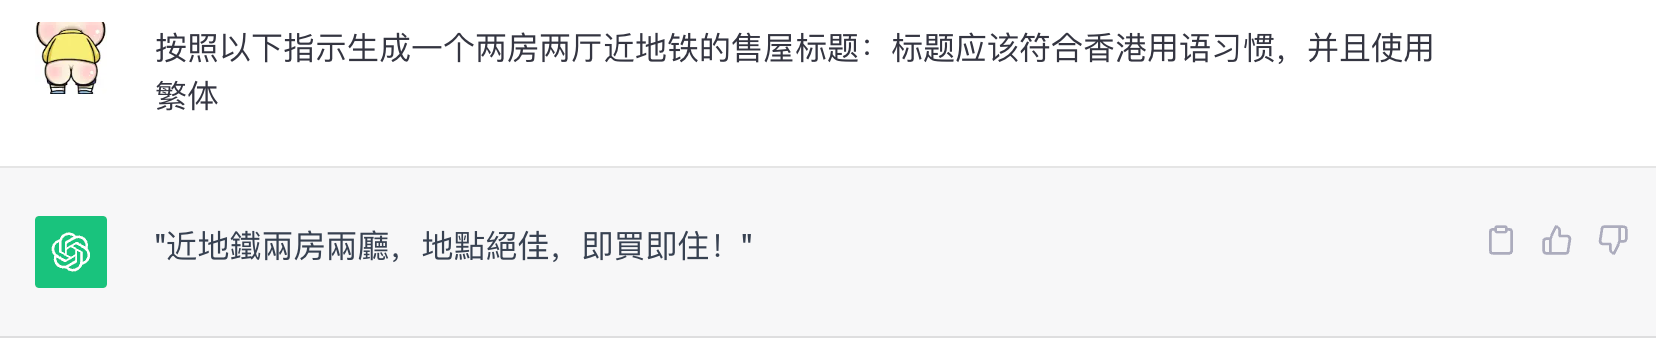 按照以下指示生成一个两房两厅近地铁的售屋标题：标题应该符合香港用语习惯，并且使用
繁体
"近地鐵兩房兩廳，地點絕佳，即買即住！"